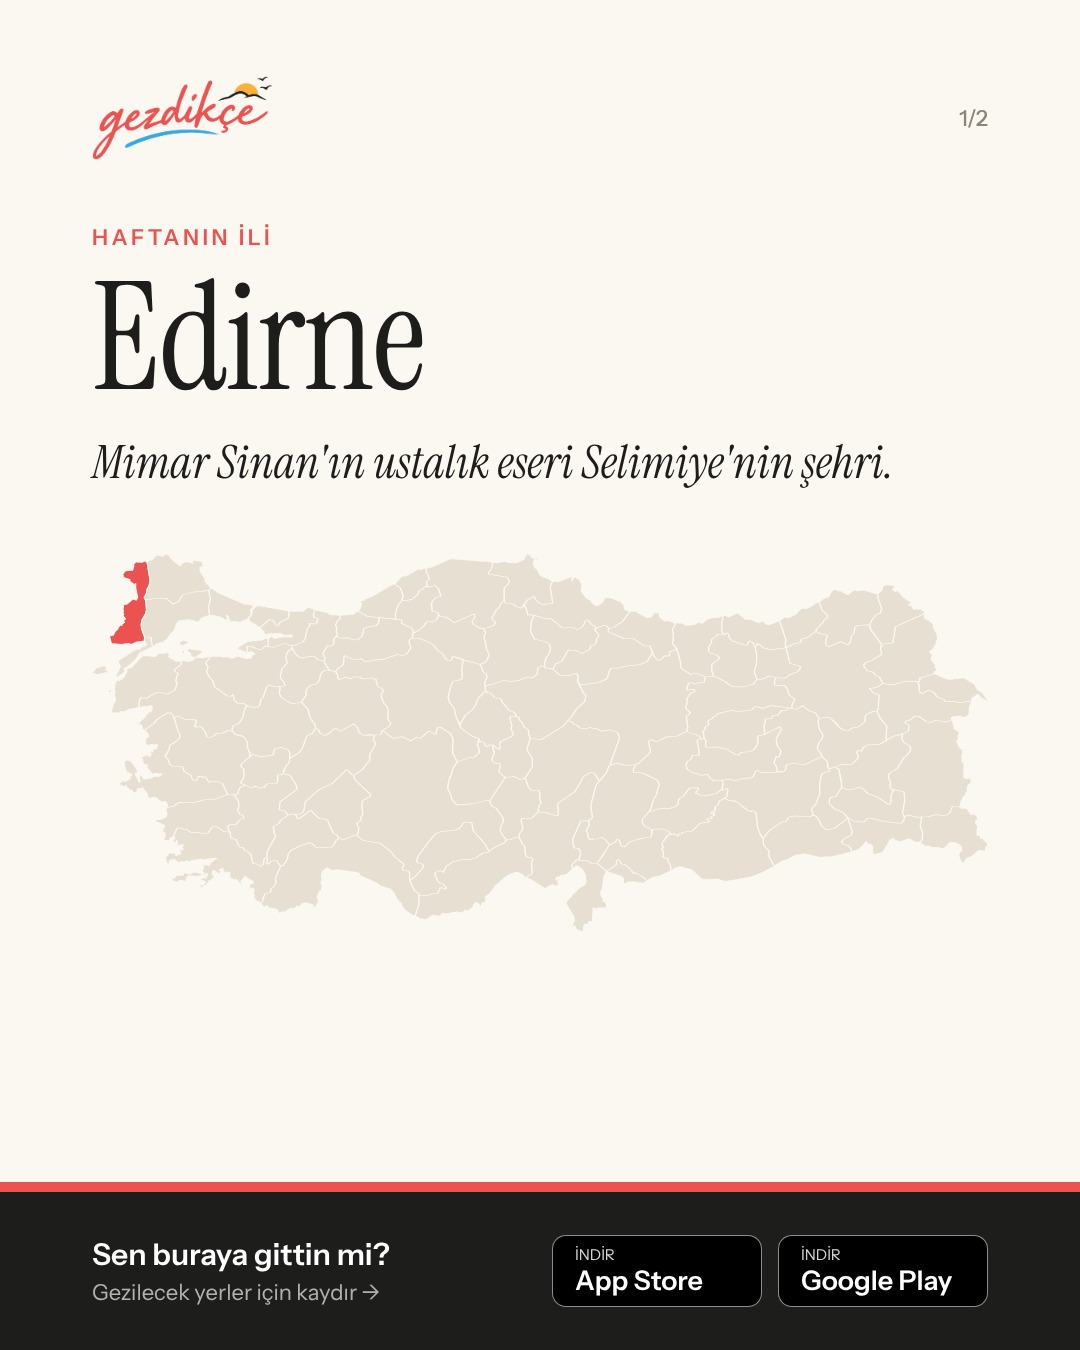 gezdikçe
1/2
HAFTANIN İLİ
Edirne
Mimar Sinan'ın ustalık eseri Selimiye'nin şehri.
Sen buraya gittin mi?
Gezilecek yerler için kaydır →
İNDİR
App Store
İNDİR
Google Play